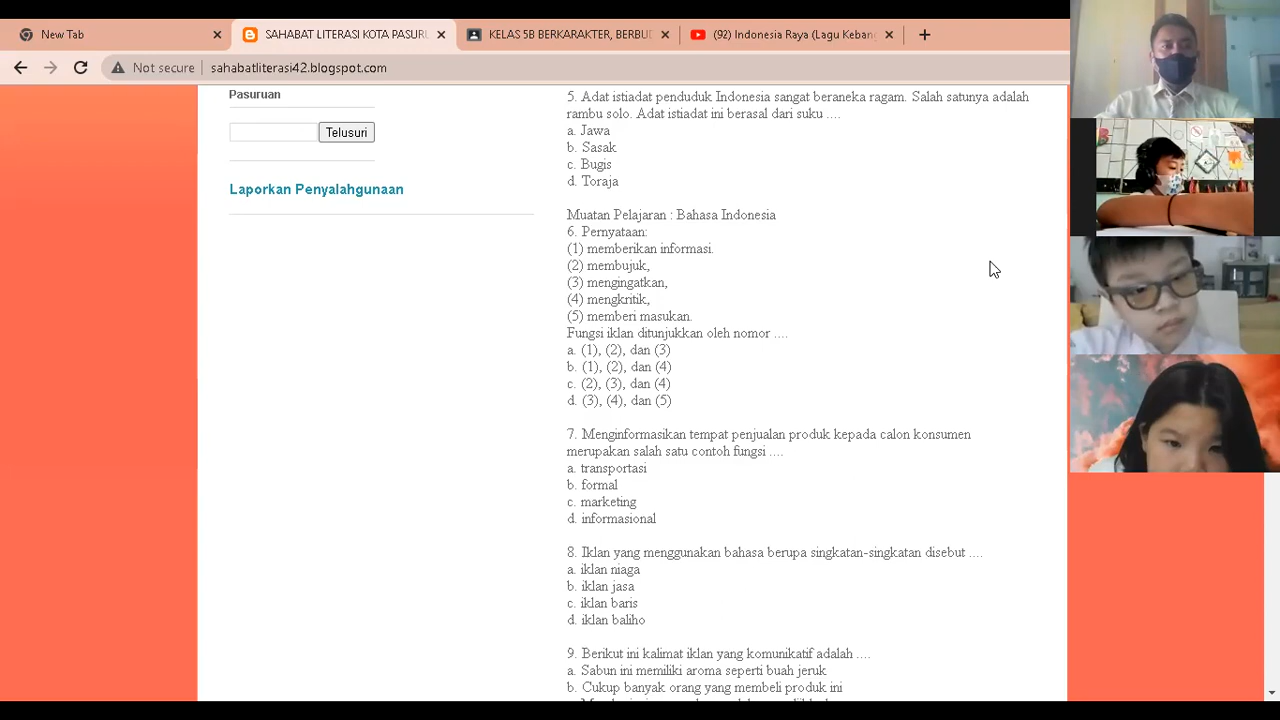 New Tab
SAHABAT LITERASI KOTA PASURU
KELAS 5B BERKARAKTER, BERBUD
(92) Indonesia Raya (Lagu Kebang
Not secure
sahabatliterasi42.blogspot.com
Pasuruan
Telusuri
Laporkan Penyalahgunaan
5. Adat istiadat penduduk Indonesia sangat beraneka ragam. Salah satunya adalah
rambu solo. Adat istiadat ini berasal dari suku ....
a. Jawa
b. Sasak
c. Bugis
d. Toraja
Muatan Pelajaran : Bahasa Indonesia
6. Pernyataan:
(1) memberikan informasi.
(2) membujuk,
(3) mengingatkan,
(4) mengkritik,
(5) memberi masukan.
Fungsi iklan ditunjukkan oleh nomor ....
a. (1), (2), dan (3)
b. (1), (2), dan (4)
c. (2), (3), dan (4)
d. (3), (4), dan (5)
7. Menginformasikan tempat penjualan produk kepada calon konsumen
merupakan salah satu contoh fungsi ....
a. transportasi
b. formal
c. marketing
d. informasional
8. Iklan yang menggunakan bahasa berupa singkatan-singkatan disebut ....
a. iklan niaga
b. iklan jasa
c. iklan baris
d. iklan baliho
9. Berikut ini kalimat iklan yang komunikatif adalah ....
a. Sabun ini memiliki aroma seperti buah jeruk
b. Cukup banyak orang yang membeli produk ini